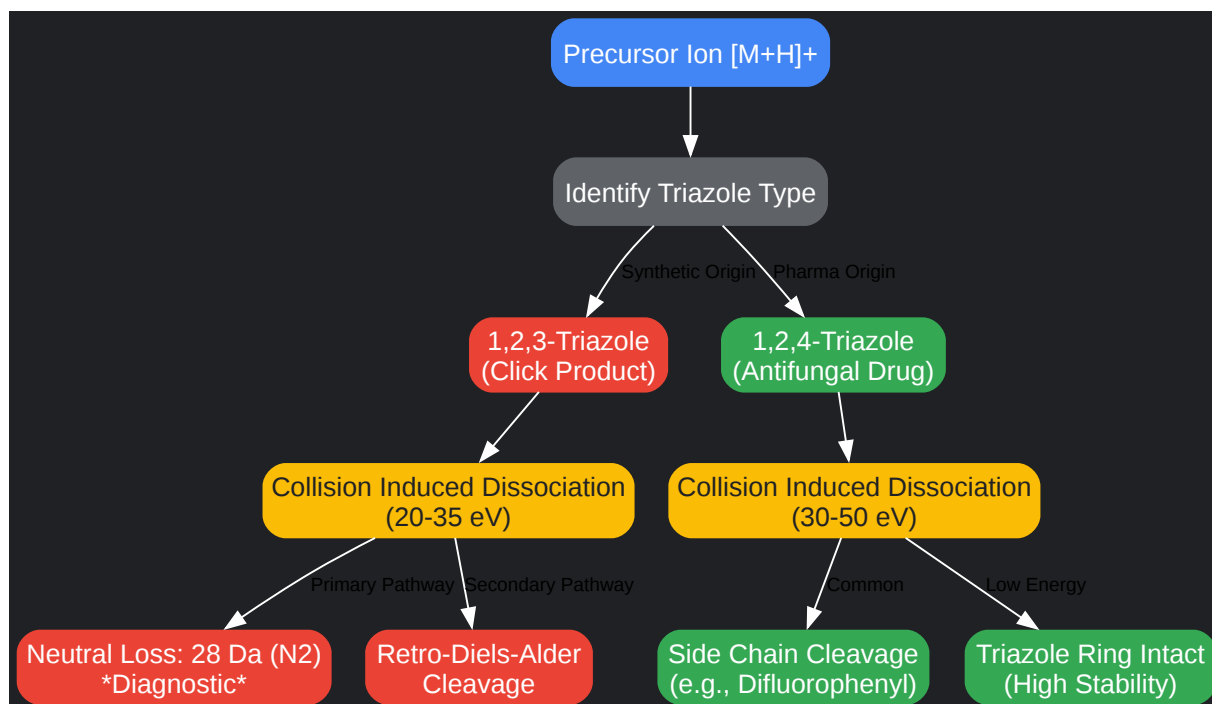 Precursor Ion [M+H]+
Identify Triazole Type
Synthetic Origin
Pharma Origin
1,2,3-Triazole
(Click Product)
1,2,4-Triazole
(Antifungal Drug)
Collision Induced Dissociation
(20-35 eV)
Collision Induced Dissociation
(30-50 eV)
Primary Pathway
Secondary Pathway
Common
Low Energy
Neutral Loss: 28 Da (N2)
*Diagnostic*
Retro-Diels-Alder
Cleavage
Side Chain Cleavage
(e.g., Difluorophenyl)
Triazole Ring Intact
(High Stability)